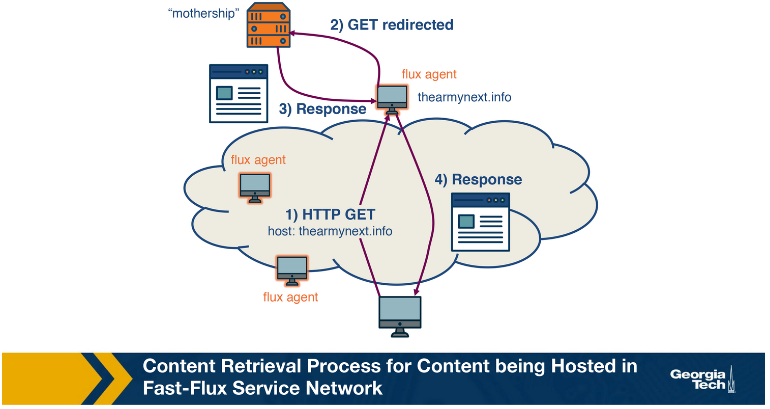 “mothership”
2) GET redirected
flux agent
thearmynext.info
3) Response
flux agent
4) Response
1) HTTP GET
host: thearmynext.info
flux agent
Content Retrieval Process for Content being Hosted in
Fast-Flux Service Network
Georgia
Tech